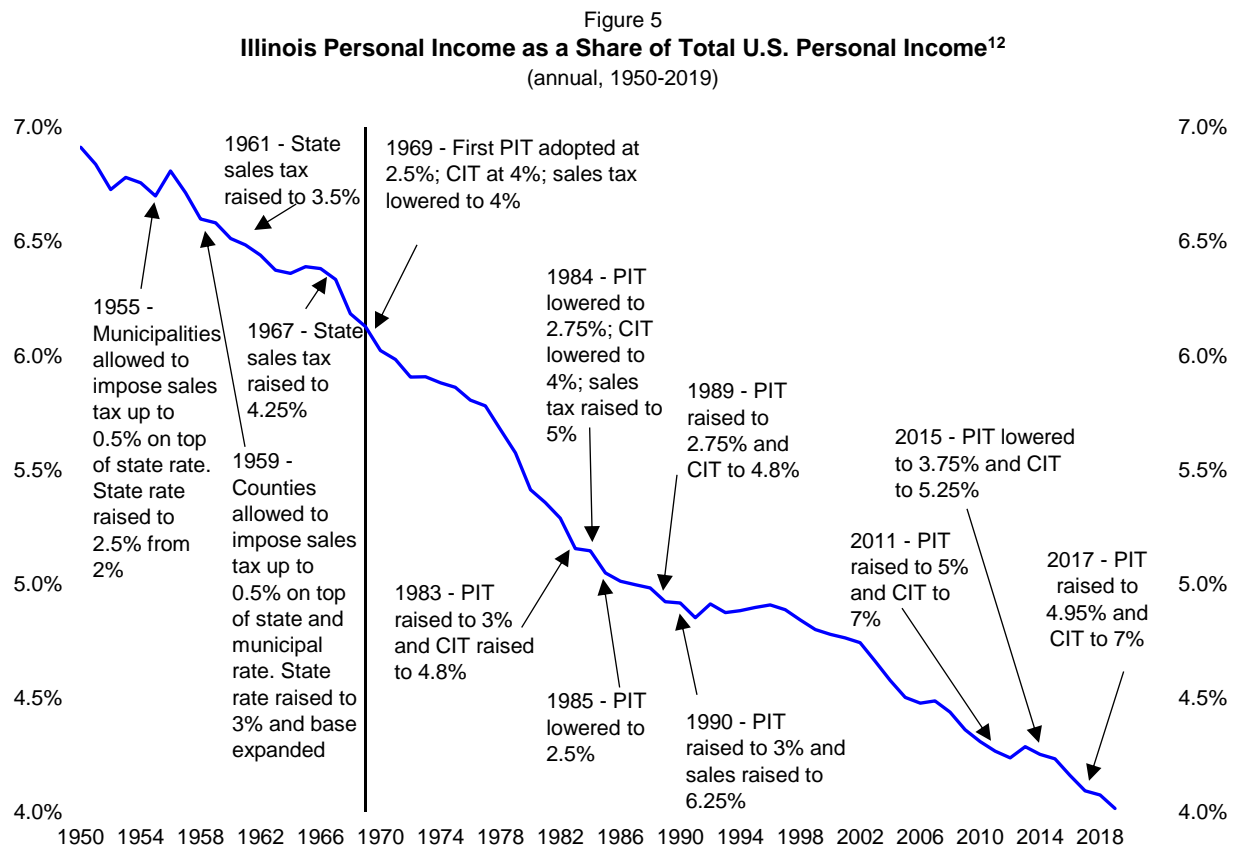 Figure 5
Illinois Personal Income as a Share of Total U.S. Personal Income¹²
(annual, 1950-2019)
7.0%
6.5%
6.0%
5.5%
5.0%
4.5%
4.0%
1955 -
Municipalities
allowed to
impose sales
tax up to
0.5% on top
of state rate.
State rate
raised to
2.5% from
2%
1961 - State
sales tax
raised to 3.5%
1959 -
Counties
allowed to
impose sales
tax up to
0.5% on top
of state and
municipal
rate. State
rate raised to
3% and base
expanded
1967 - State
sales tax
raised to
4.25%
1969 - First PIT adopted at
2.5%; CIT at 4%; sales tax
lowered to 4%
1983 - PIT
raised to 3%
and CIT raised
to 4.8%
1984 - PIT
lowered to
2.75%; CIT
lowered to
4%; sales
tax raised to
5%
1985 - PIT
lowered to
2.5%
1989 - PIT
raised to
2.75% and
CIT to 4.8%
1990 - PIT
raised to 3% and
sales raised to
6.25%
2011 - PIT
raised to 5%
and CIT to
7%
2015 - PIT lowered
to 3.75% and CIT
to 5.25%
2017 - PIT
raised to
4.95% and
CIT to 7%
7.0%
6.5%
6.0%
5.5%
5.0%
4.5%
4.0%
1950 1954 1958 1962 1966 1970 1974 1978 1982 1986 1990 1994 1998 2002 2006 2010 2014 2018